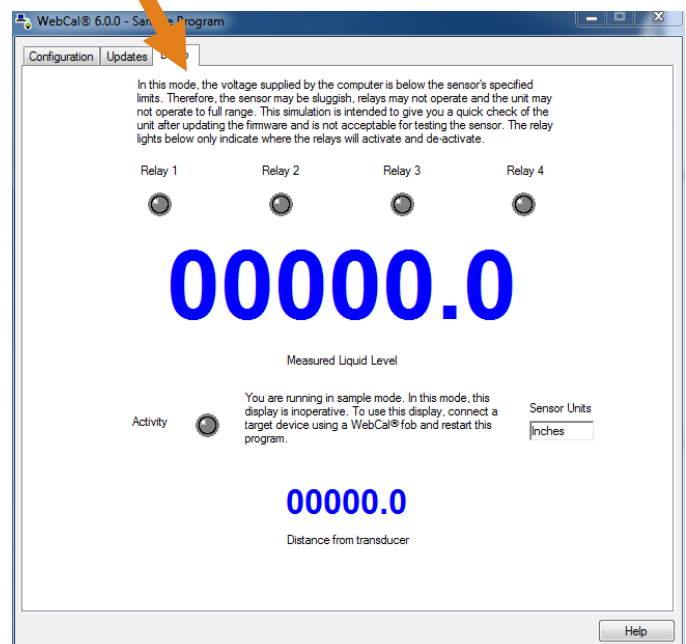 WebCal® 6.0.0 - Sample Program
Configuration Updates
In this mode, the voltage supplied by the computer is below the sensor's specified
limits. Therefore, the sensor may be sluggish, relays may not operate and the unit may
not operate to full range. This simulation is intended to give you a quick check of the
unit after updating the firmware and is not acceptable for testing the sensor. The relay
lights below only indicate where the relays will activate and de-activate.
Relay 1 Relay 2 Relay 3 Relay 4
00000.0
Measured Liquid Level
You are running in sample mode. In this mode, this
display is inoperative. To use this display, connect a
target device using a WebCal® fob and restart this
program.
Activity
Sensor Units
Inches
00000.0
Distance from transducer
Help